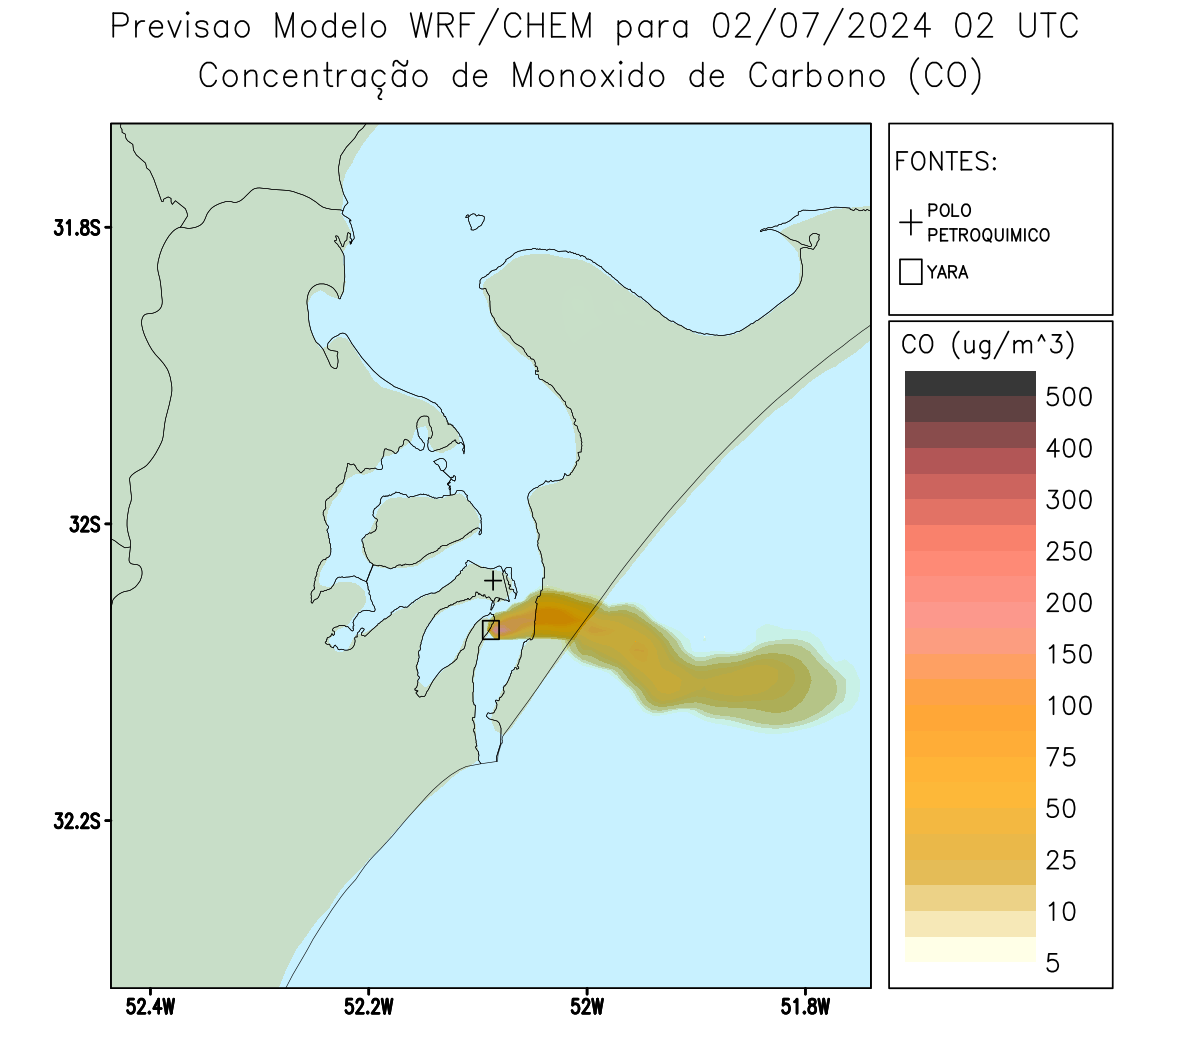 Previsao Modelo WRF/CHEM para 02/07/2024 02 UTC
Concentração de Monoxido de Carbono (CO)
FONTES:
POLO
PETROQUIMICO
YARA
31.8S
32S
32.2S
52.4W
52.2W
52W
51.8W
CO (ug/m^3)
500
400
300
250
200
150
100
75
50
25
10
5